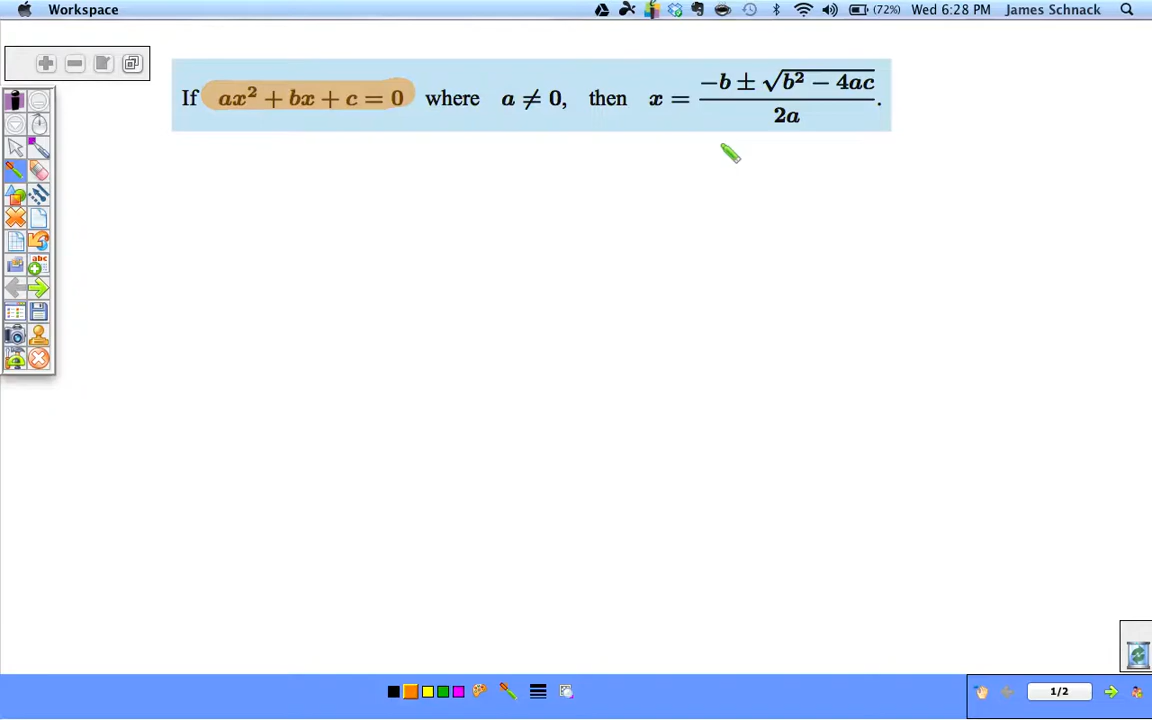 Workspace (72%) Wed 6:28 PM James Schnack
If ax² + bx + c = 0 where a ≠ 0, then x = (−b ± √(b² − 4ac)) / 2a.
abc
1/2